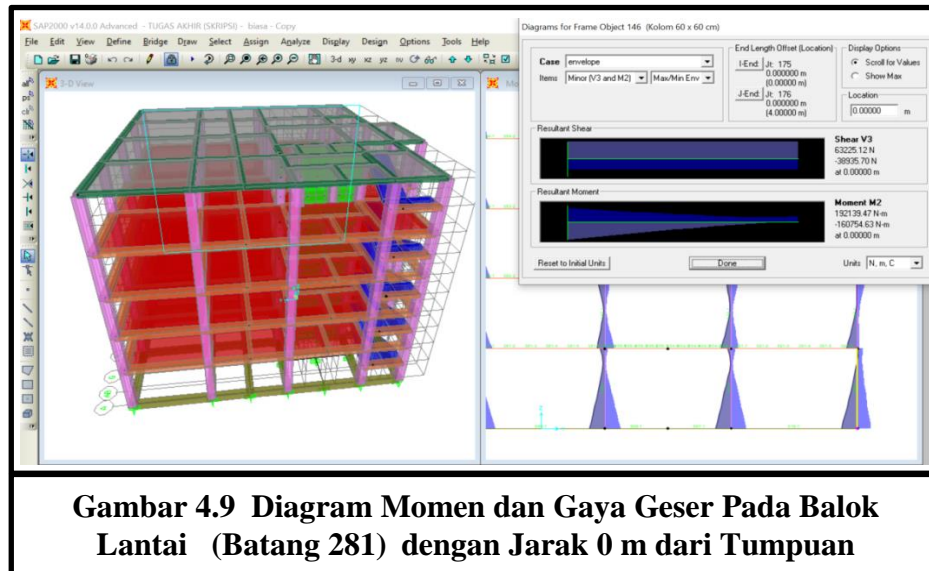 SAP2000 v14.0.0 Advanced - TUGAS AKHIR (SKRIPSI) - biasa - Copy
File Edit View Define Bridge Draw Select Assign Analyze Display Design Options Tools Help
3-d xy xz yz nv
3-D View
Diagrams for Frame Object 146 (Kolom 60 x 60 cm)
Case envelope
Items Minor (V3 and M2) Max/Min Env
End Length Offset (Location)
I-End: Jt: 175
0.000000 m
(0.00000 m)
J-End: Jt: 176
0.000000 m
(4.00000 m)
Display Options
Scroll for Values
Show Max
Location
0.00000 m
Resultant Shear
Shear V3
63225.12 N
-38935.70 N
at 0.00000 m
Resultant Moment
Moment M2
192139.47 N-m
-160754.63 N-m
at 0.00000 m
Reset to Initial Units
Done
Units N, m, C
Gambar 4.9 Diagram Momen dan Gaya Geser Pada Balok
Lantai (Batang 281) dengan Jarak 0 m dari Tumpuan